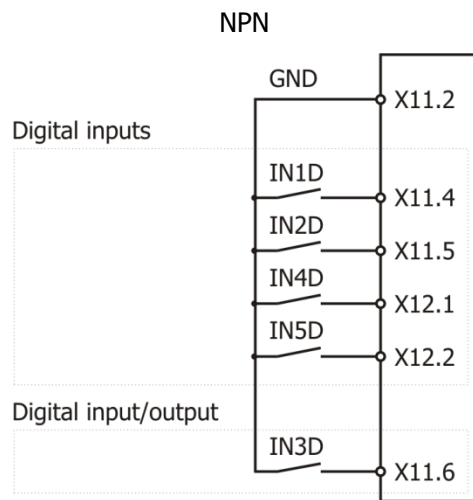 NPN
GND
X11.2
Digital inputs
IN1D
X11.4
IN2D
X11.5
IN4D
X12.1
IN5D
X12.2
Digital input/output
IN3D
X11.6